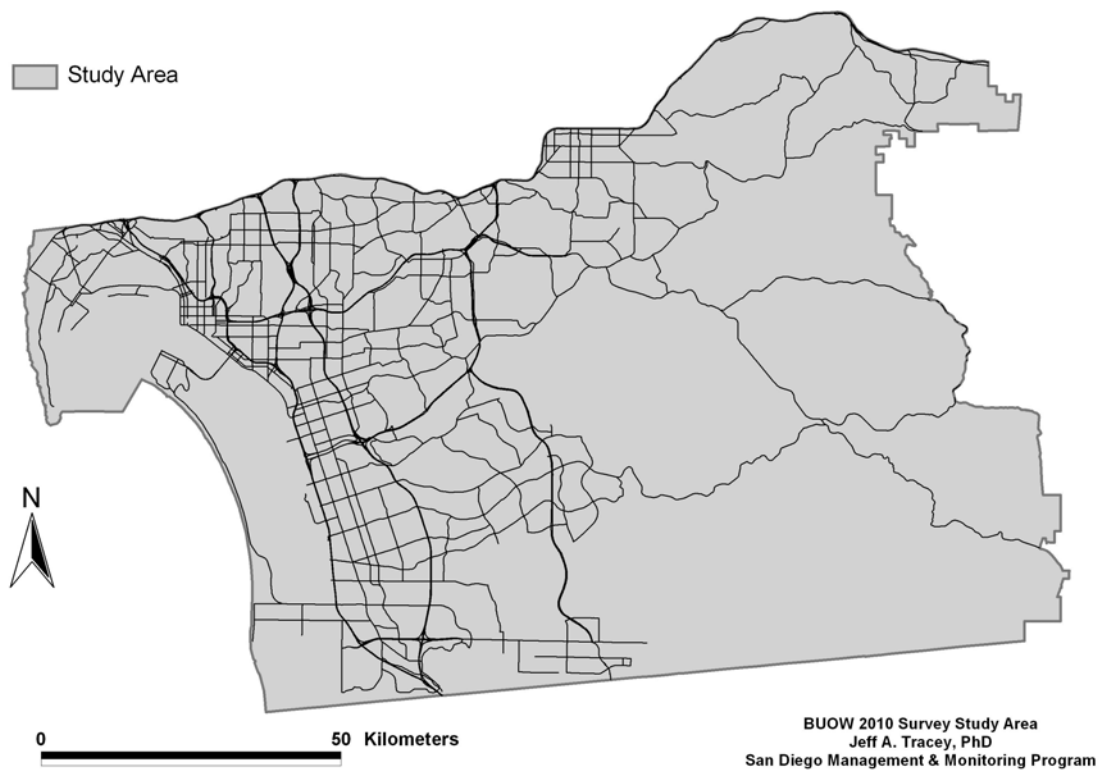 Study Area
N
0 50 Kilometers
BUOW 2010 Survey Study Area
Jeff A. Tracey, PhD
San Diego Management & Monitoring Program